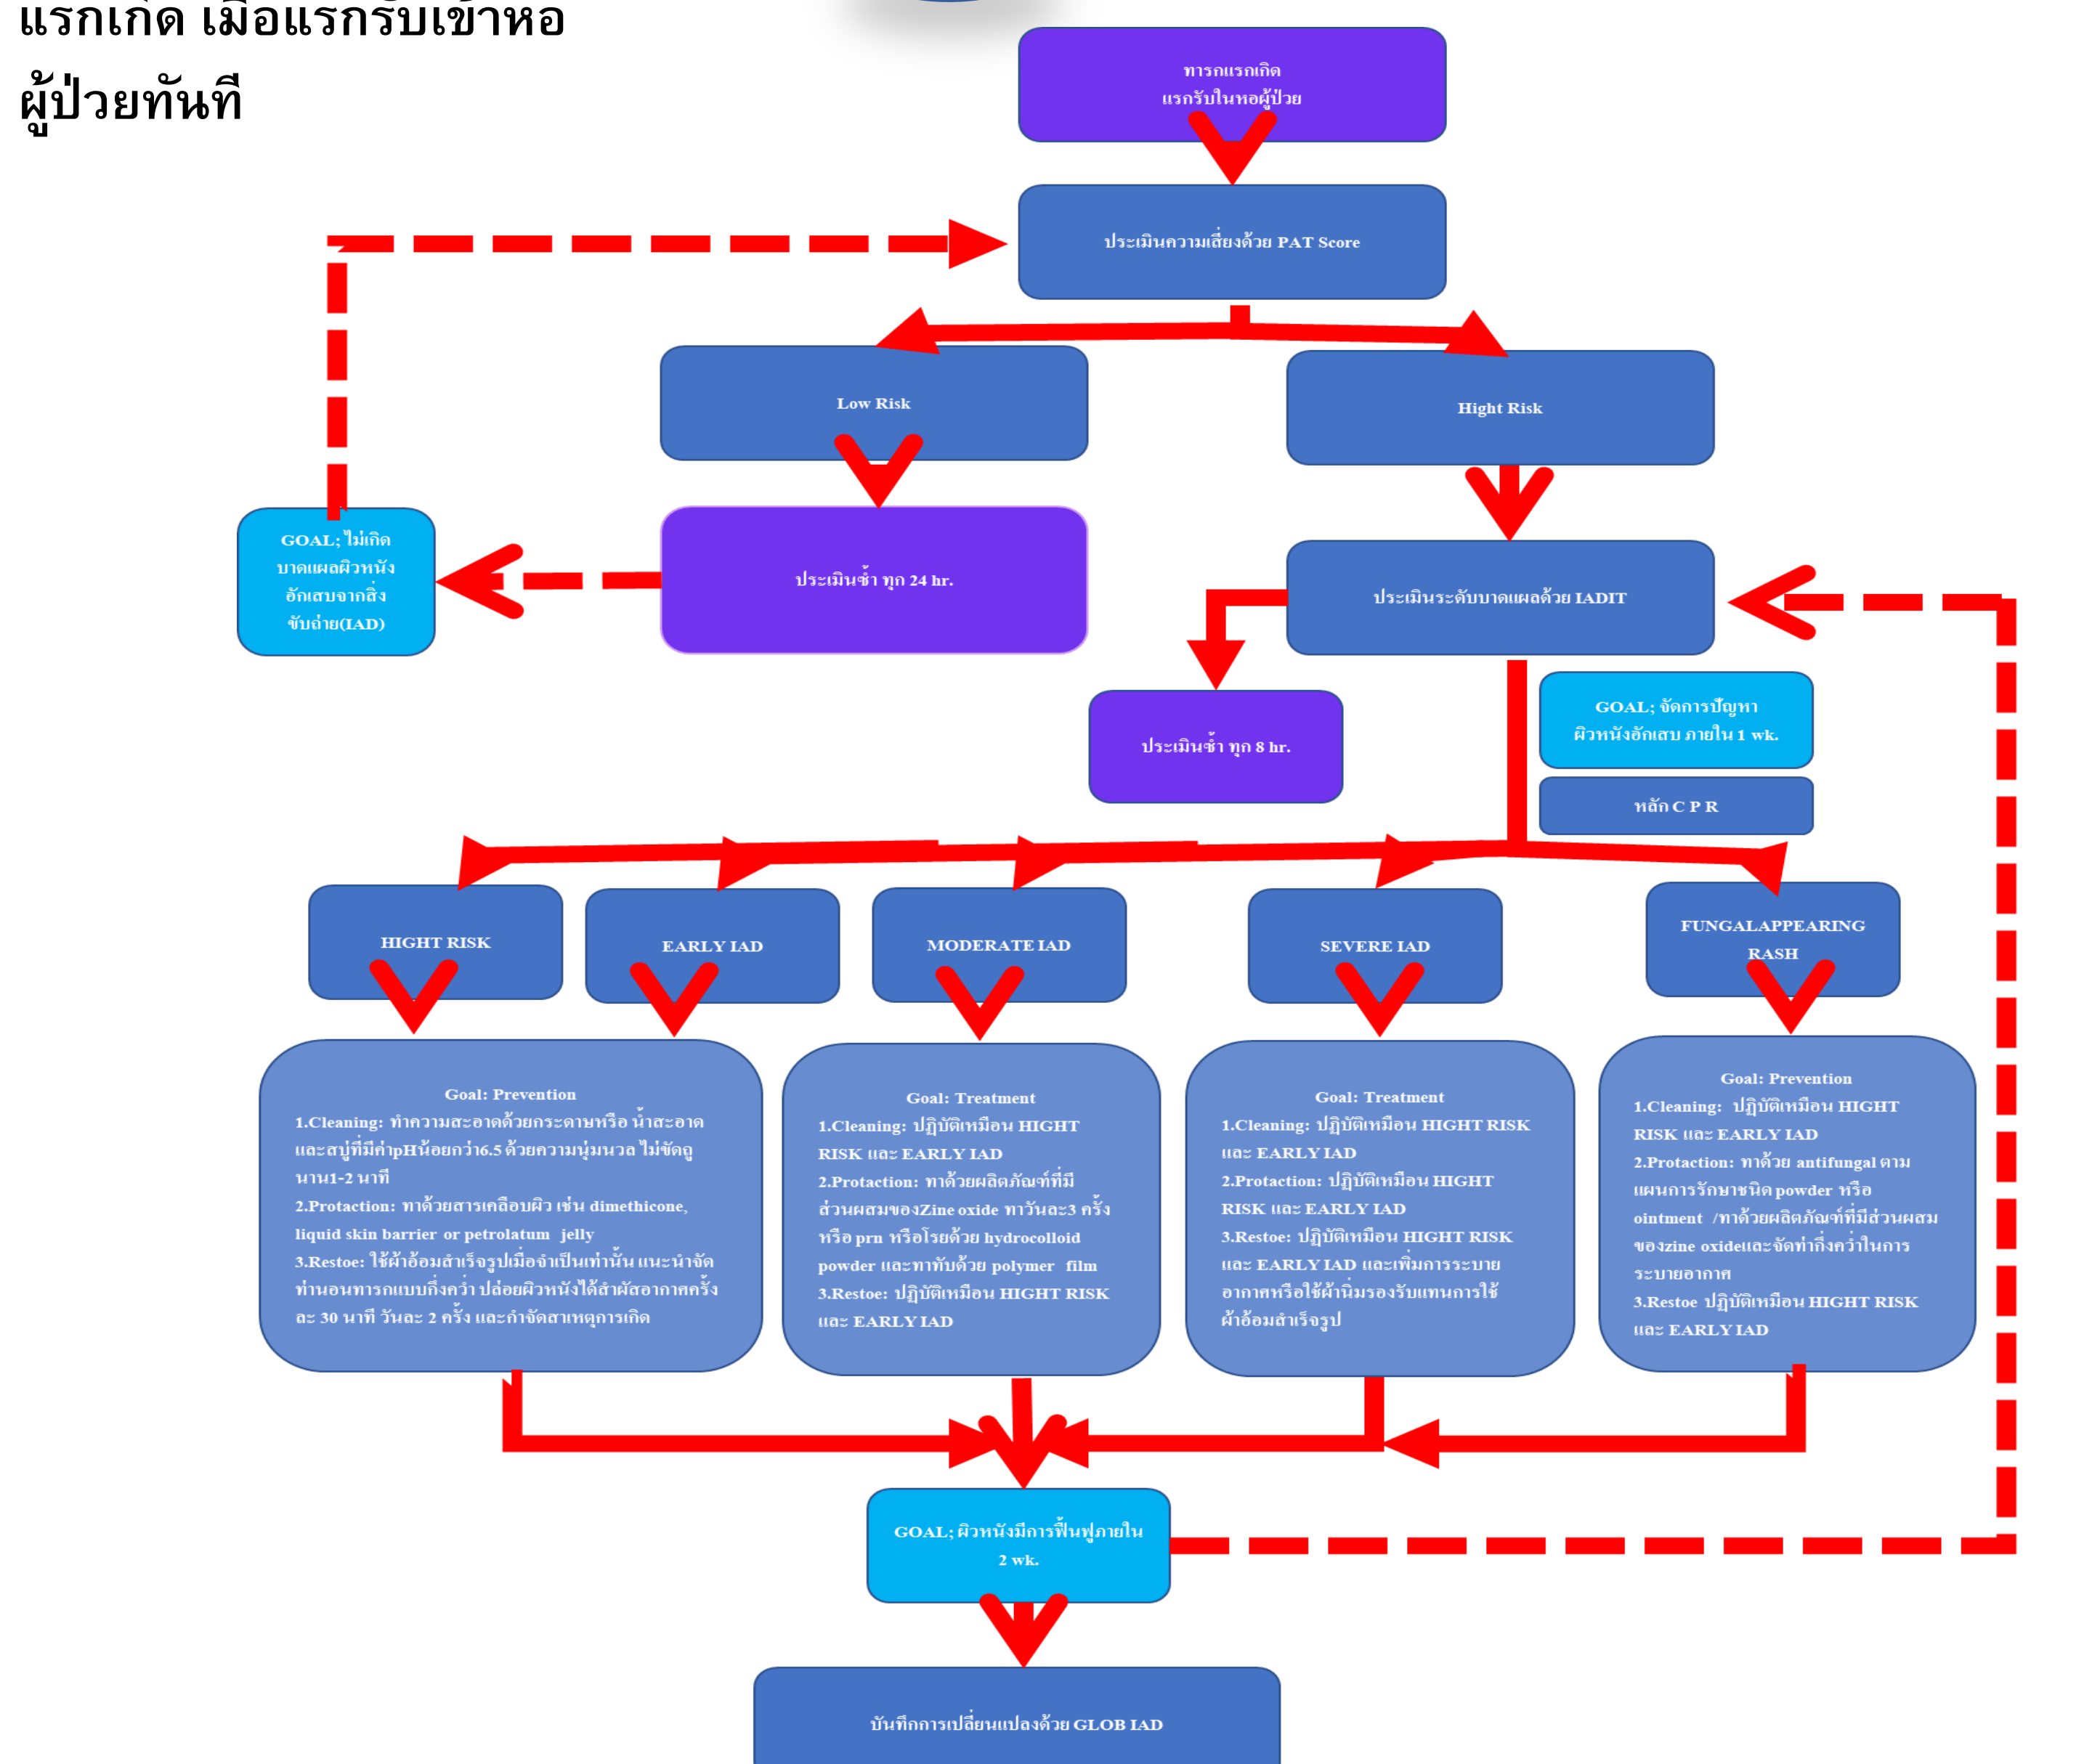 แรกเกิด เมื่อแรกรับเข้าหอ
ผู้ป่วยทันที
ทารกแรกเกิด
แรกรับในหอผู้ป่วย
ประเมินความเสี่ยงด้วย PAT Score
Low Risk
Hight Risk
GOAL; ไม่เกิด
บาดแผลผิวหนัง
อักเสบจากสิ่ง
ขับถ่าย(IAD)
ประเมินซ้ำ ทุก 24 hr.
ประเมินระดับบาดแผลด้วย IADIT
ประเมินซ้ำ ทุก 8 hr.
GOAL; จัดการปัญหา
ผิวหนังอักเสบ ภายใน 1 wk.
หลัก C P R
HIGHT RISK
EARLY IAD
MODERATE IAD
SEVERE IAD
FUNGALAPPEARING
RASH
Goal: Prevention
1.Cleaning: ทำความสะอาดด้วยกระดาษหรือ น้ำสะอาด
และสบู่ที่มีค่าpHน้อยกว่า6.5 ด้วยความนุ่มนวล ไม่ขัดถู
นาน1-2 นาที
2.Protaction: ทาด้วยสารเคลือบผิว เช่น dimethicone,
liquid skin barrier or petrolatum jelly
3.Restoe: ใช้ผ้าอ้อมสำเร็จรูปเมื่อจำเป็นเท่านั้น แนะนำจัด
ท่านอนทารกแบบกึ่งคว่ำ ปล่อยผิวหนังได้สำผัสอากาศครั้ง
ละ 30 นาที วันละ 2 ครั้ง และกำจัดสาเหตุการเกิด
Goal: Treatment
1.Cleaning: ปฏิบัติเหมือน HIGHT
RISK และ EARLY IAD
2.Protaction: ทาด้วยผลิตภัณฑ์ที่มี
ส่วนผสมของZine oxide ทาวันละ3 ครั้ง
หรือ prn หรือโรยด้วย hydrocolloid
powder และทาทับด้วย polymer film
3.Restoe: ปฏิบัติเหมือน HIGHT RISK
และ EARLY IAD
Goal: Treatment
1.Cleaning: ปฏิบัติเหมือน HIGHT RISK
และ EARLY IAD
2.Protaction: ปฏิบัติเหมือน HIGHT
RISK และ EARLY IAD
3.Restoe: ปฏิบัติเหมือน HIGHT RISK
และ EARLY IAD และเพิ่มการระบาย
อากาศหรือใช้ผ้านิ่มรองรับแทนการใช้
ผ้าอ้อมสำเร็จรูป
Goal: Prevention
1.Cleaning: ปฏิบัติเหมือน HIGHT
RISK และ EARLY IAD
2.Protaction: ทาด้วย antifungal ตาม
แผนการรักษาชนิด powder หรือ
ointment /ทาด้วยผลิตภัณฑ์ที่มีส่วนผสม
ของzine oxideและจัดท่ากึ่งคว่ำในการ
ระบายอากาศ
3.Restoe ปฏิบัติเหมือน HIGHT RISK
และ EARLY IAD
GOAL; ผิวหนังมีการฟื้นฟูภายใน
2 wk.
บันทึกการเปลี่ยนแปลงด้วย GLOB IAD